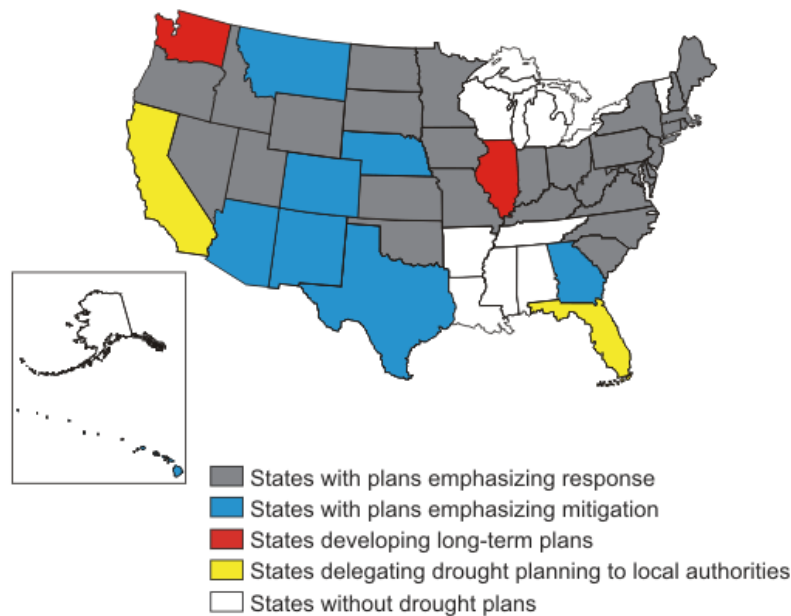 States with plans emphasizing response
States with plans emphasizing mitigation
States developing long-term plans
States delegating drought planning to local authorities
States without drought plans